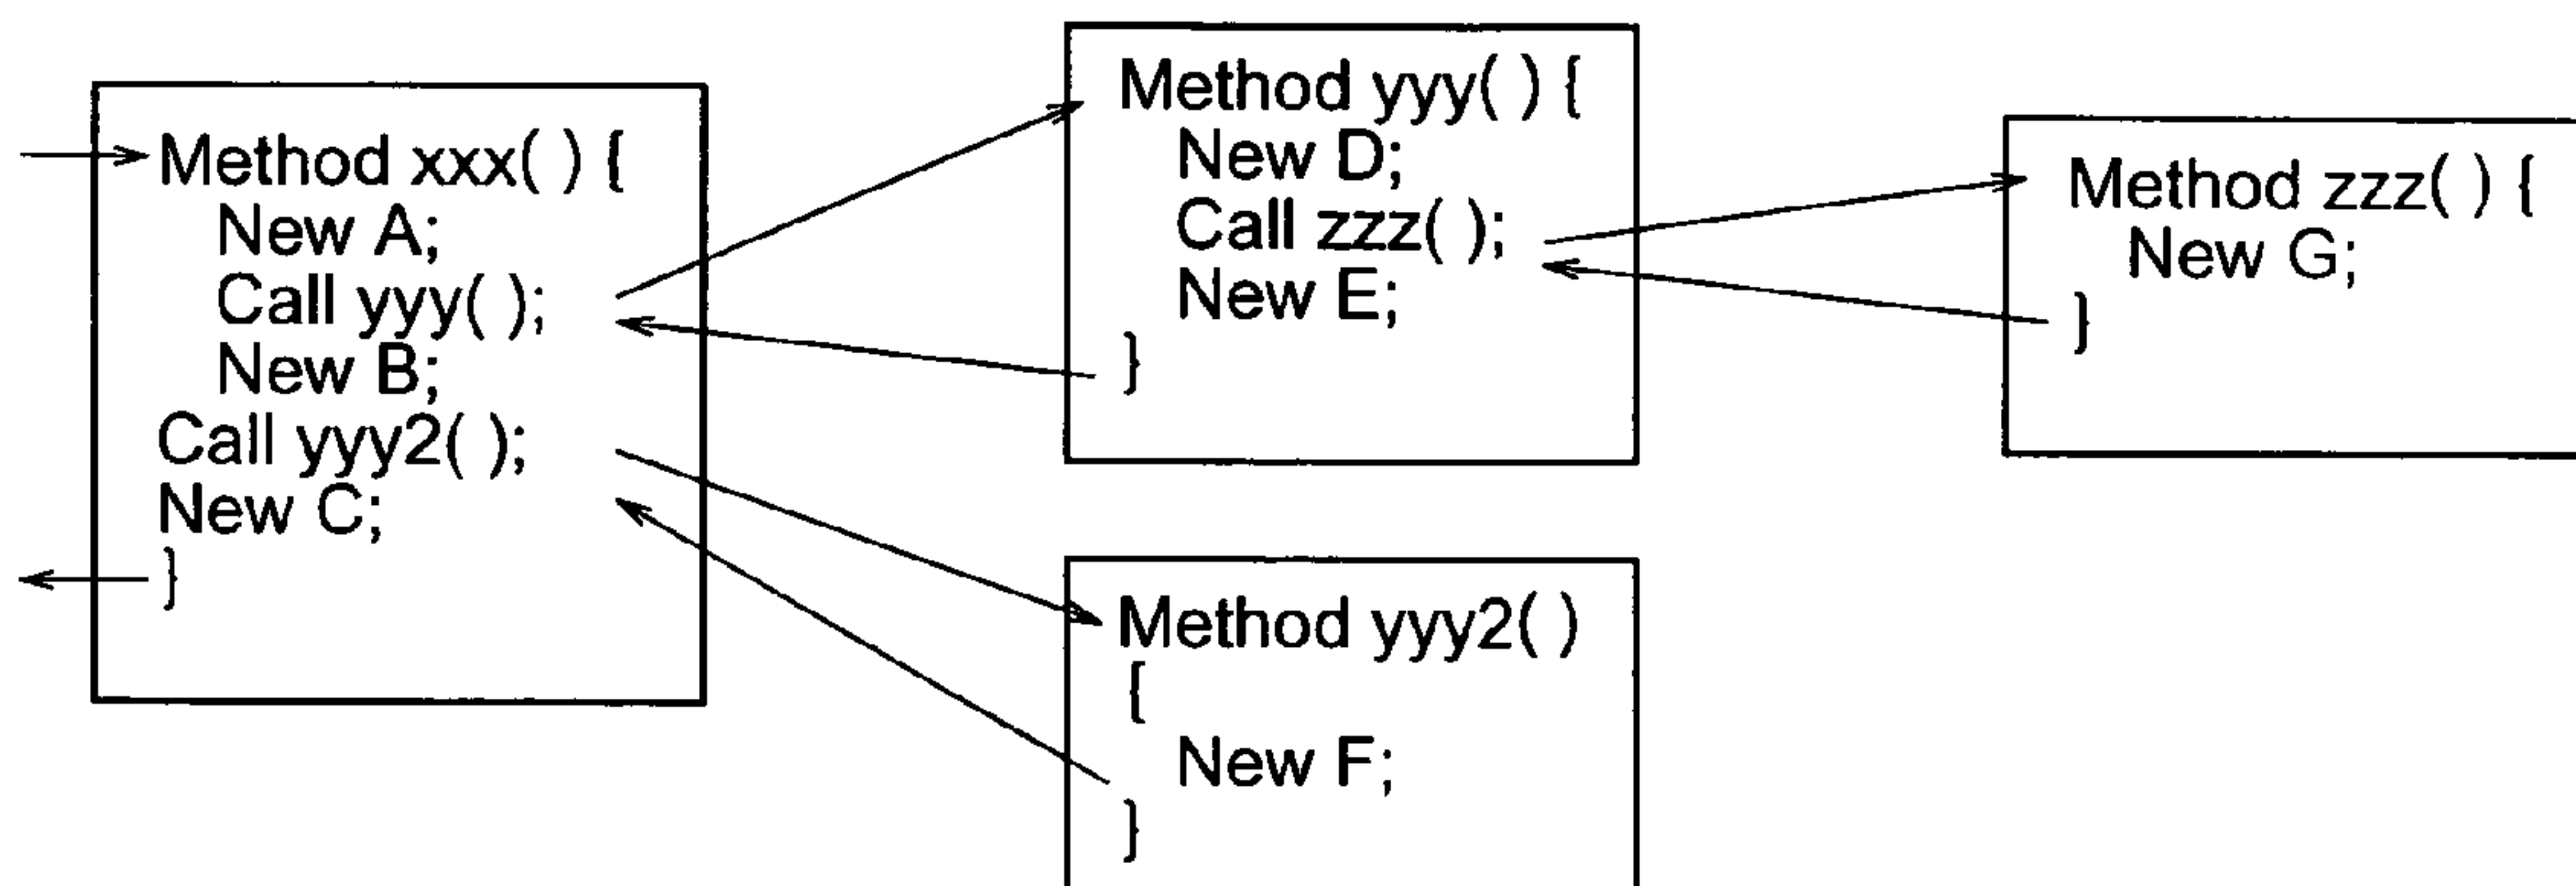 Method xxx( ) {
New A;
Call yyy( );
New B;
Call yyy2( );
New C;
}
Method yyy( ) {
New D;
Call zzz( );
New E;
}
Method zzz( ) {
New G;
}
Method yyy2( )
{
New F;
}